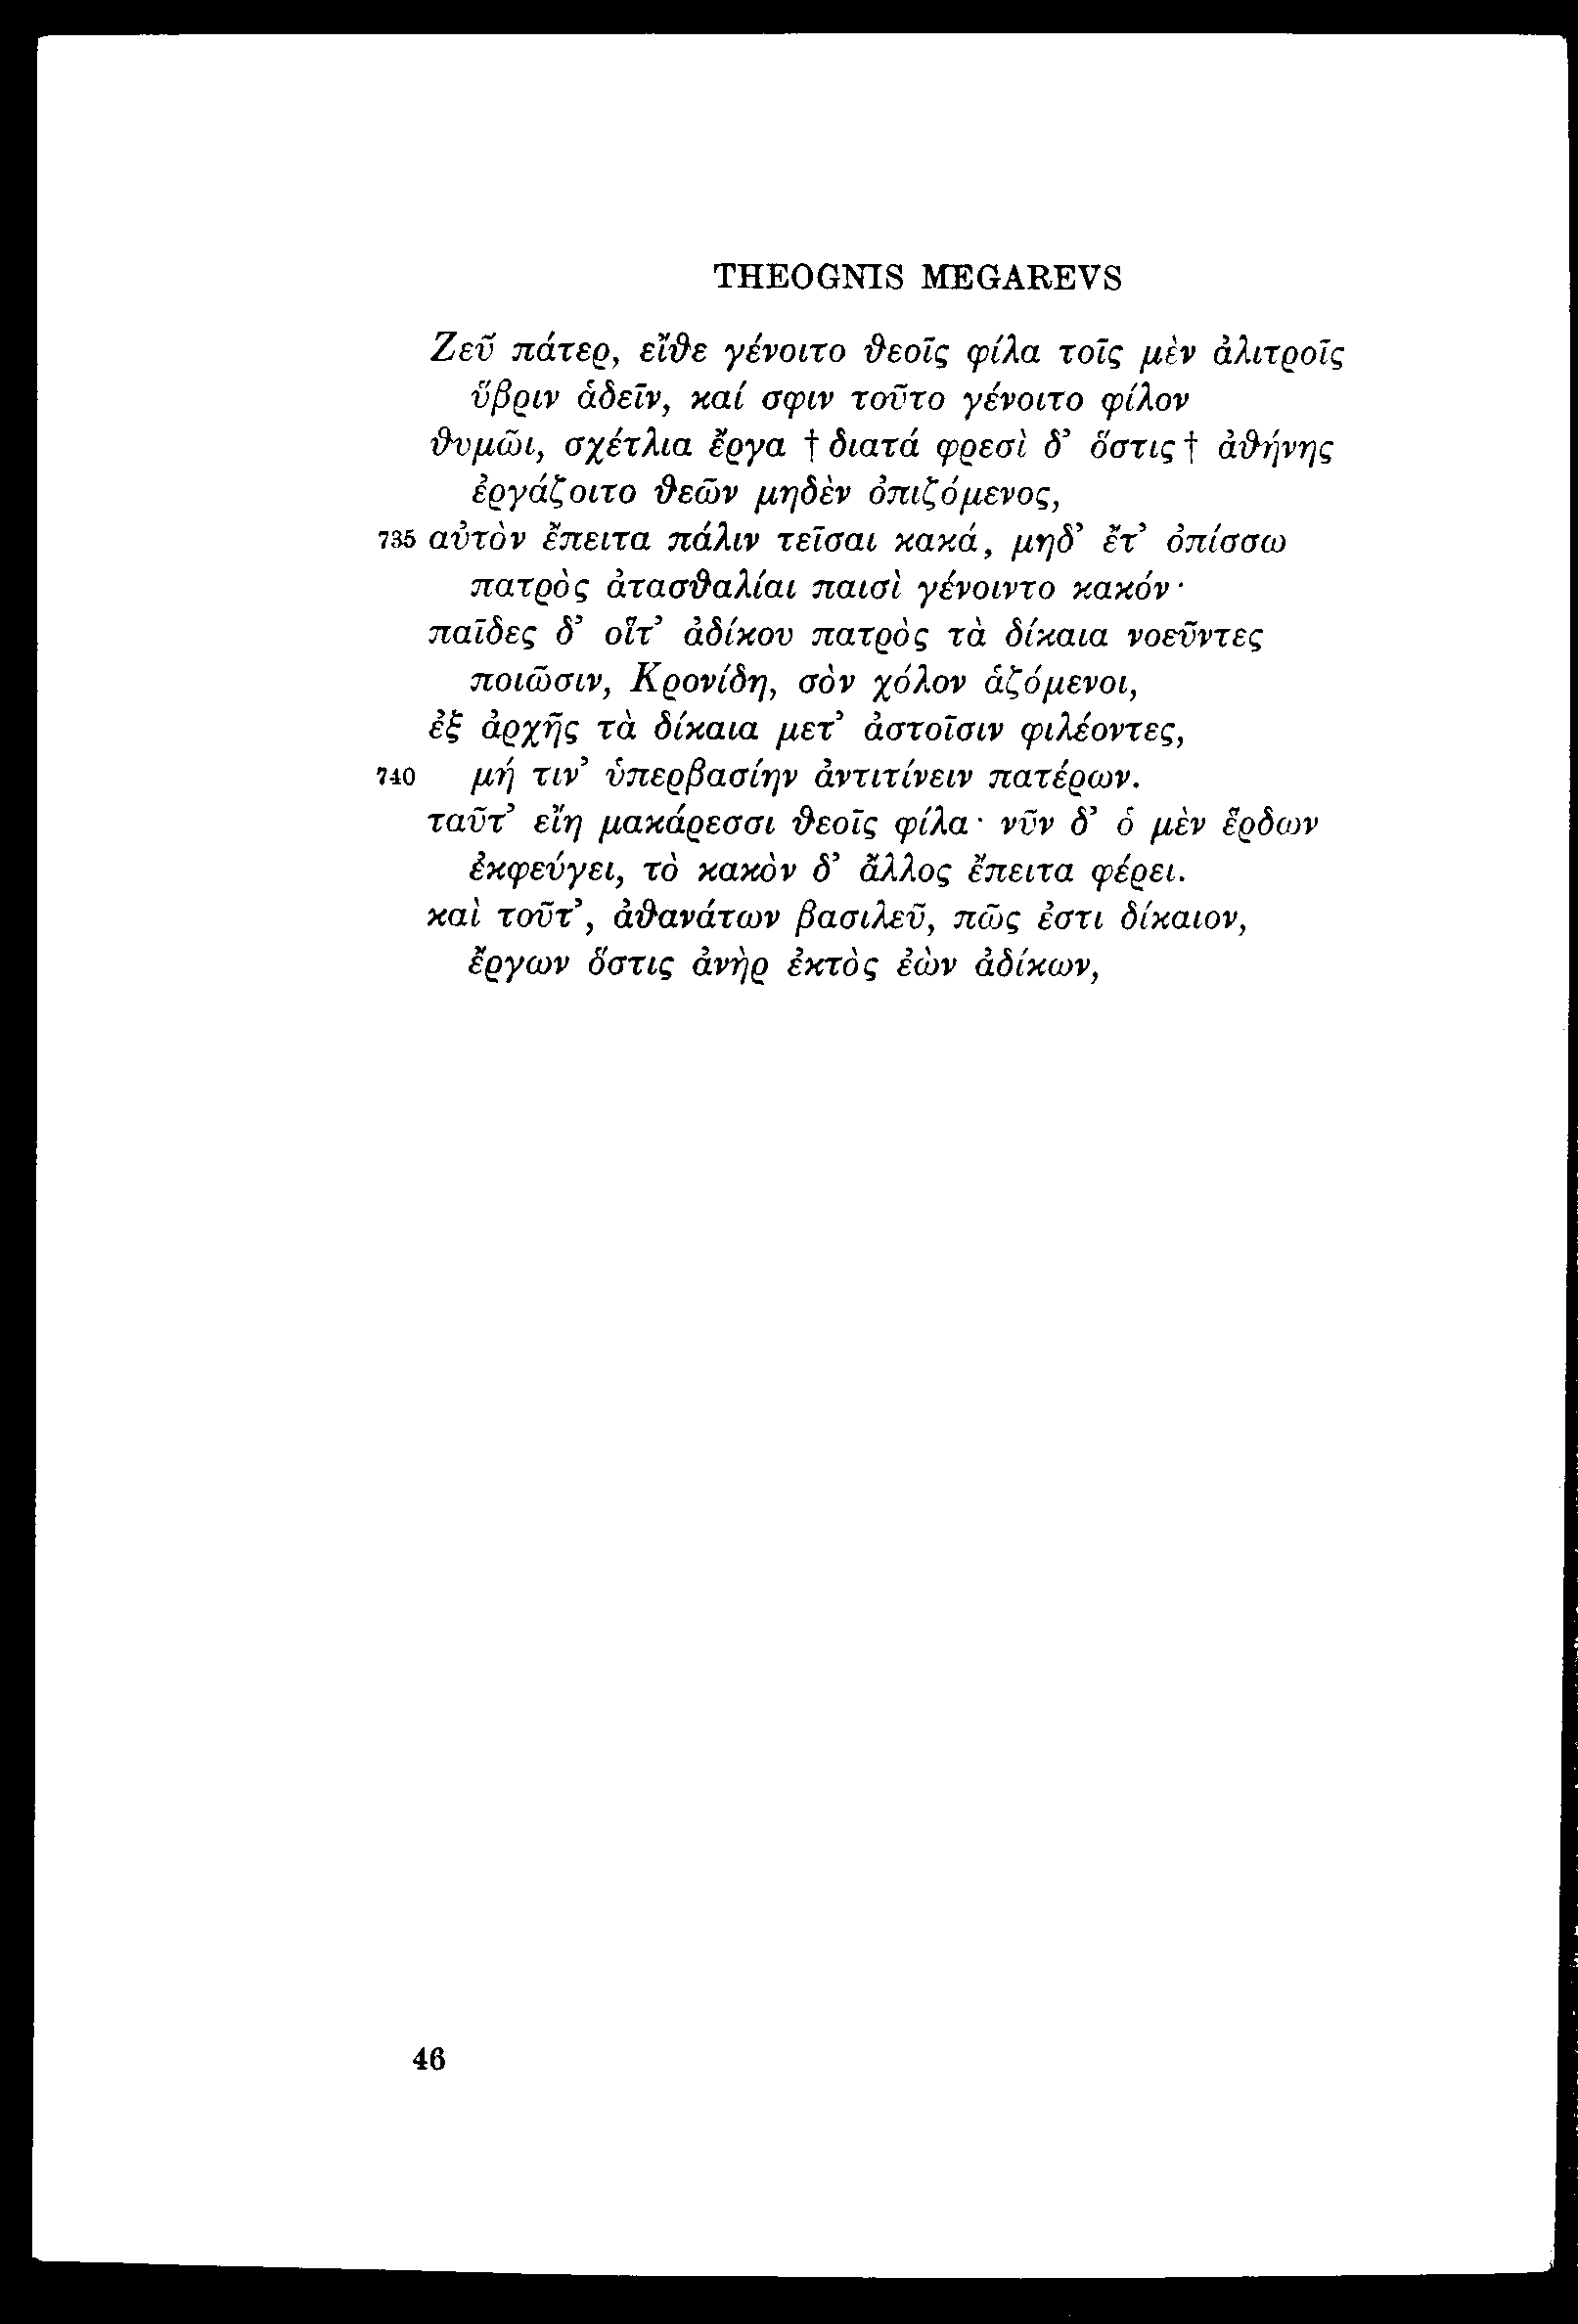 THEOGNIS MEGAREVS
Ζεῦ πάτερ, εἴθε γένοιτο θεοῖς φίλα τοῖς μὲν ἀλιτροῖς
ὕβριν ἁδεῖν, καί σφιν τοῦτο γένοιτο φίλον
θυμῶι, σχέτλια ἔργα † διατά φρεσὶ δ’ ὅστις † ἀθήνης
ἐργάζοιτο θεῶν μηδὲν ὀπιζόμενος,
735 αὐτὸν ἔπειτα πάλιν τεῖσαι κακά, μηδ’ ἔτ’ ὀπίσσω
πατρὸς ἀτασθαλίαι παισὶ γένοιντο κακόν·
παῖδες δ’ οἵτ’ ἀδίκου πατρὸς τὰ δίκαια νοεῦντες
ποιῶσιν, Κρονίδη, σὸν χόλον ἁζόμενοι,
ἐξ ἀρχῆς τὰ δίκαια μετ’ ἀστοῖσιν φιλέοντες,
740 μή τιν’ ὑπερβασίην ἀντιτίνειν πατέρων.
ταῦτ’ εἴη μακάρεσσι θεοῖς φίλα· νῦν δ’ ὁ μὲν ἔρδων
ἐκφεύγει, τὸ κακὸν δ’ ἄλλος ἔπειτα φέρει.
καὶ τοῦτ’, ἀθανάτων βασιλεῦ, πῶς ἐστι δίκαιον,
ἔργων ὅστις ἀνὴρ ἐκτὸς ἐὼν ἀδίκων,
46